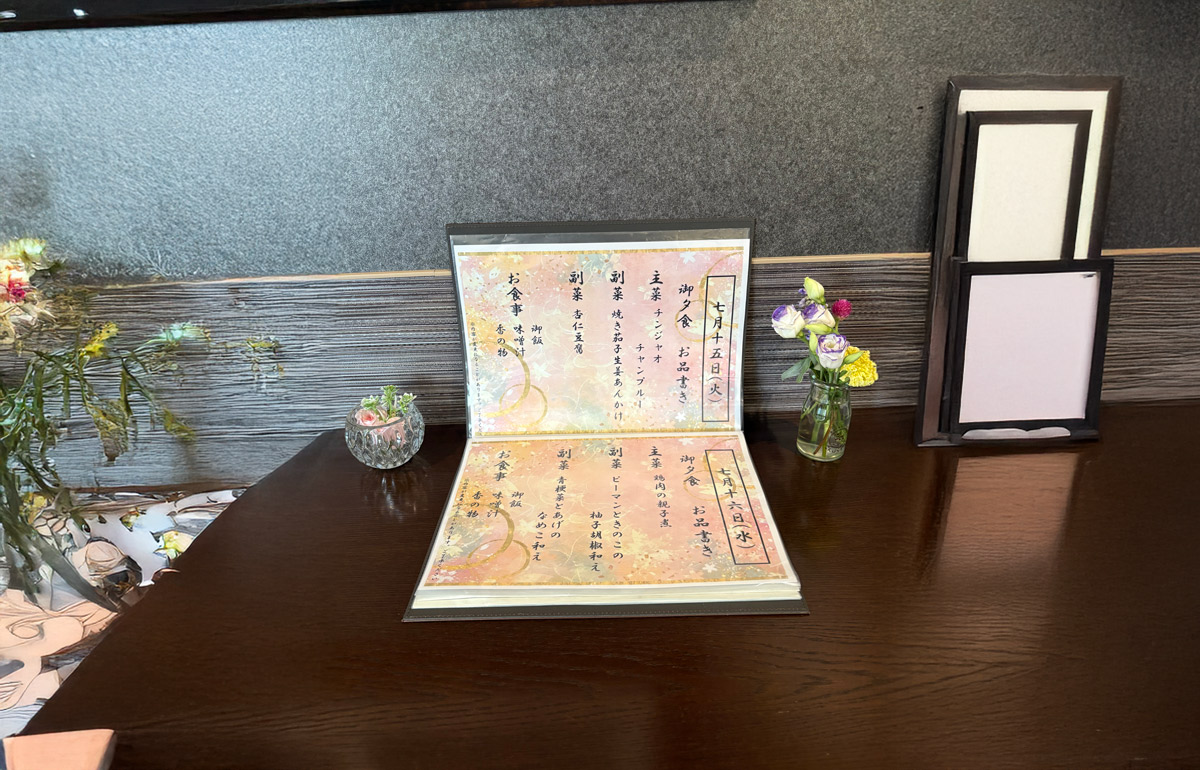 七月十五日(火)
御夕食 お品書き
主菜 チンジャオ
チャンプルー
副菜 焼き茄子生姜あんかけ
副菜 杏仁豆腐
お食事 御飯
味噌汁
香の物
七月十六日(水)
御夕食 お品書き
主菜 鶏肉の親子煮
副菜 ピーマンときのこの
柚子胡椒和え
副菜 青梗菜とあげの
なめこ和え
お食事 御飯
味噌汁
香の物